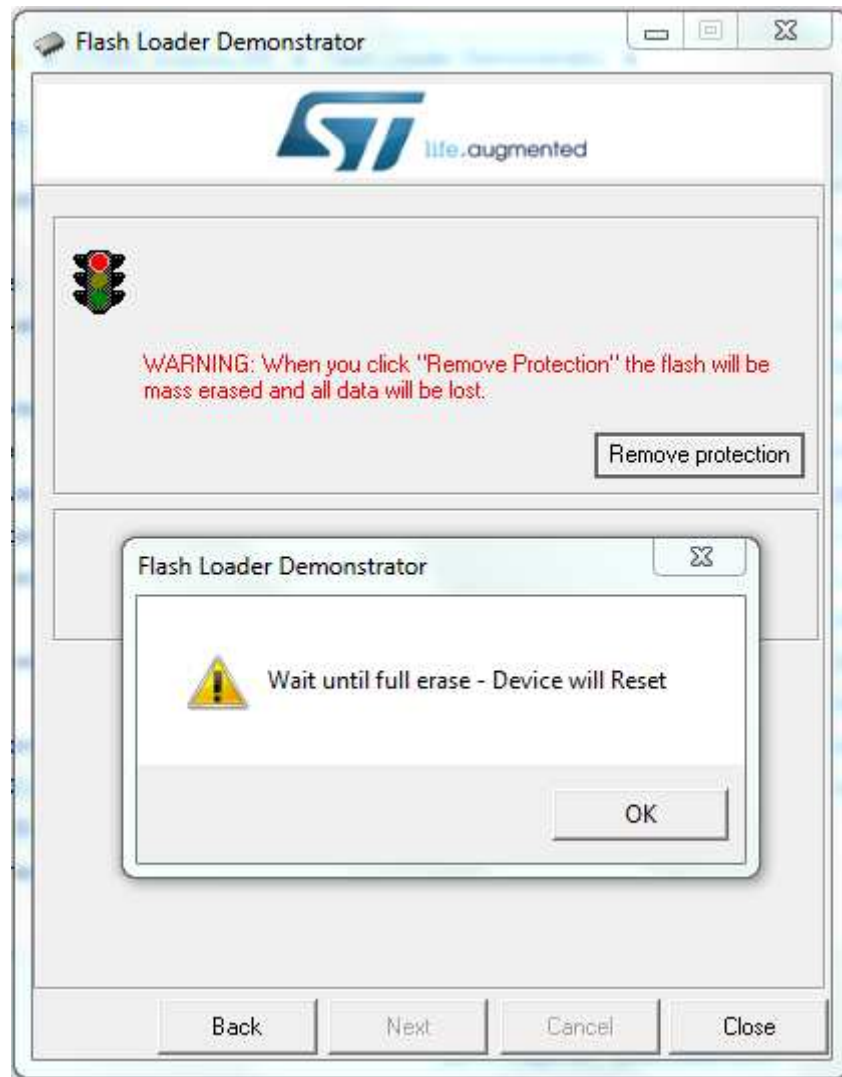 Flash Loader Demonstrator
ST life.augmented
WARNING: When you click "Remove Protection" the flash will be
mass erased and all data will be lost.
Remove protection
Flash Loader Demonstrator
Wait until full erase - Device will Reset
OK
Back Next Cancel Close